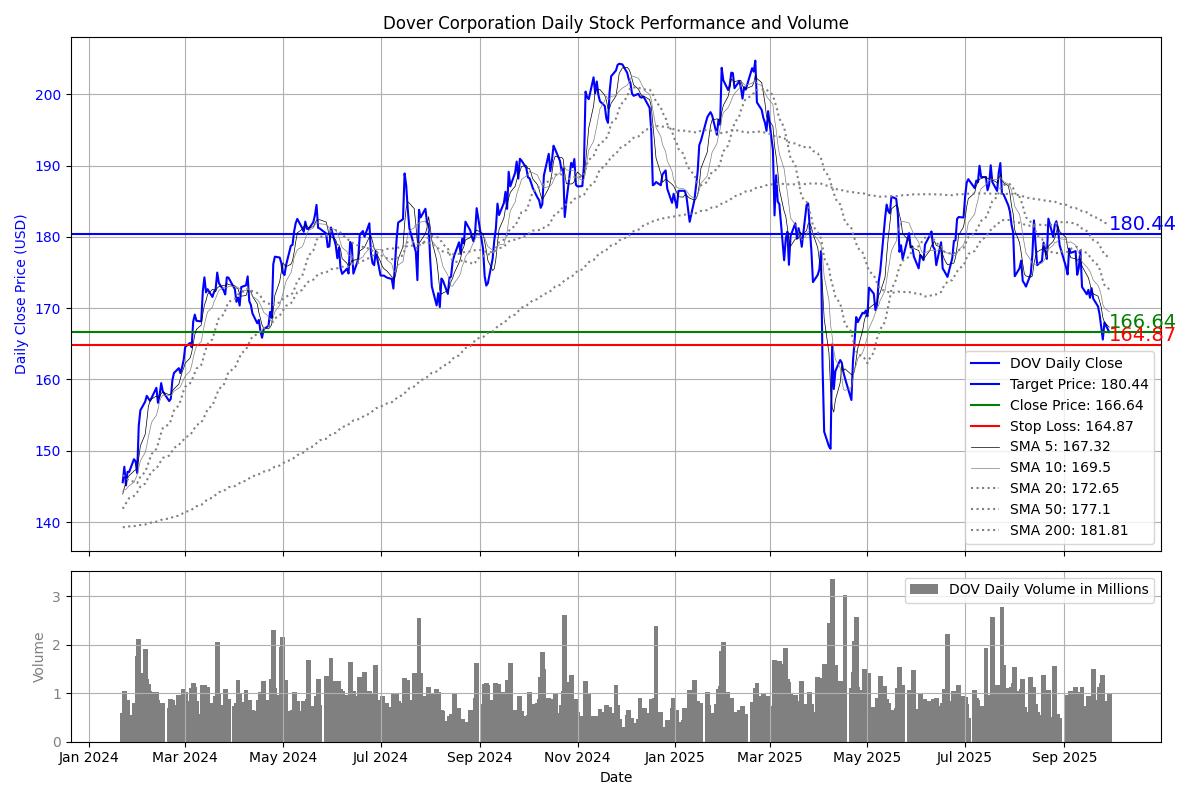 Dover Corporation Daily Stock Performance and Volume
Daily Close Price (USD)
200
190
180
170
160
150
140
180.44
166.64
164.87
DOV Daily Close
Target Price: 180.44
Close Price: 166.64
Stop Loss: 164.87
SMA 5: 167.32
SMA 10: 169.5
SMA 20: 172.65
SMA 50: 177.1
SMA 200: 181.81
Volume
3
2
1
0
DOV Daily Volume in Millions
Jan 2024 Mar 2024 May 2024 Jul 2024 Sep 2024 Nov 2024 Jan 2025 Mar 2025 May 2025 Jul 2025 Sep 2025
Date